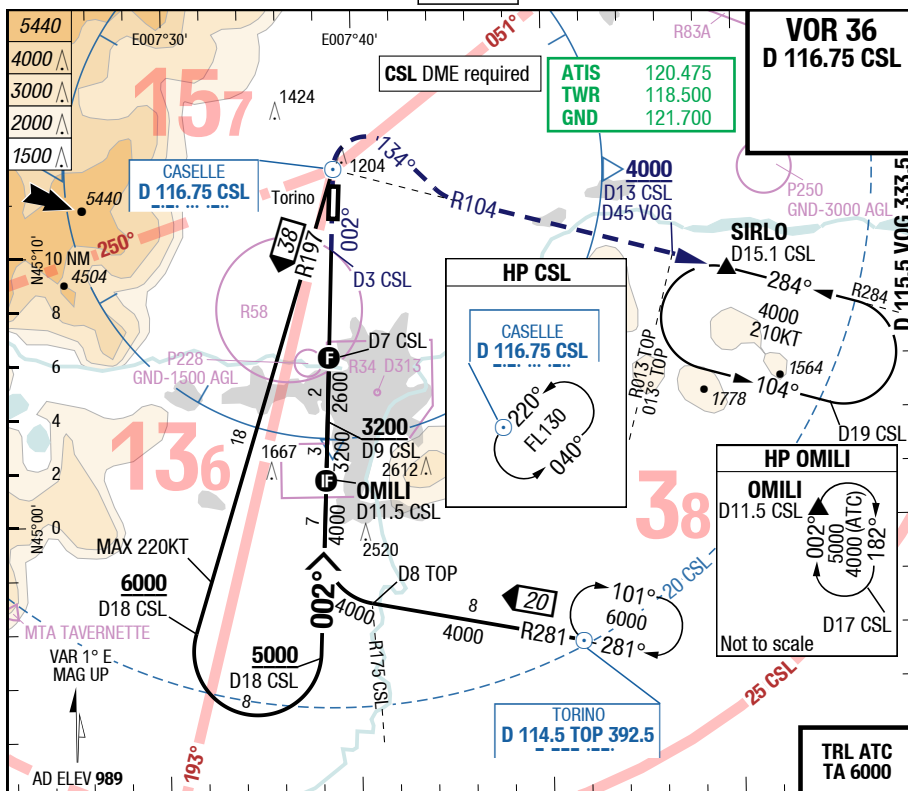 5440
4000
3000
2000
1500
E007°30'
E007°40'
051°
R83A
VOR 36
D 116.75 CSL
CSL DME required
ATIS 120.475
TWR 118.500
GND 121.700
157
1424
1204
CASELLE
D 116.75 CSL
Torino
134°
R104
4000
D13 CSL
D45 VOG
P250
GND-3000 AGL
D 115.5 VOG 333.5
5440
250°
N45°10'
10 NM
4504
38
R197
002°
D3 CSL
SIRLO
D15.1 CSL
284°
R284
4000
210KT
104°
1564
1778
D19 CSL
R013 TOP
013° TOP
HP CSL
CASELLE
D 116.75 CSL
220°
FL130
040°
8
6
4
2
0
N45°00'
R58
P228
GND-1500 AGL
F
D7 CSL
R34
D313
2
2600
18
3200
D9 CSL
3
3200
1667
2612
136
IF
OMILI
D11.5 CSL
7
4000
2520
38
HP OMILI
OMILI
D11.5 CSL
002°
5000
4000 (ATC)
182°
D17 CSL
Not to scale
MAX 220KT
6000
D18 CSL
002°
D8 TOP
4000
8
4000
20
R281
101°
6000
281°
20 CSL
25 CSL
MTA TAVERNETTE
VAR 1° E
MAG UP
5000
D18 CSL
8
R175 CSL
193°
TORINO
D 114.5 TOP 392.5
AD ELEV 989
TRL ATC
TA 6000